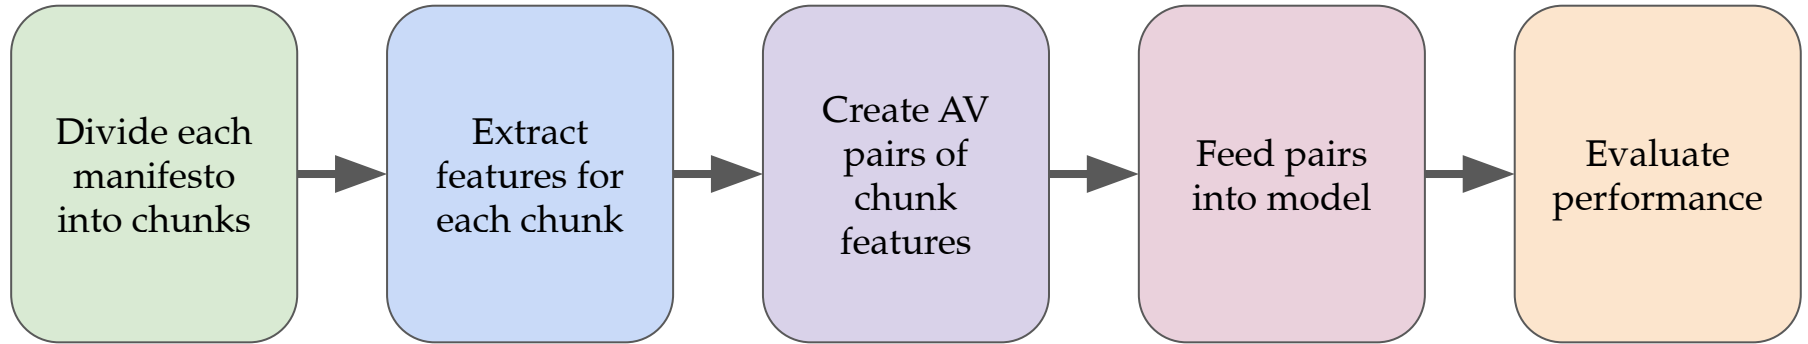 Divide each
manifesto
into chunks
Extract
features for
each chunk
Create AV
pairs of
chunk
features
Feed pairs
into model
Evaluate
performance